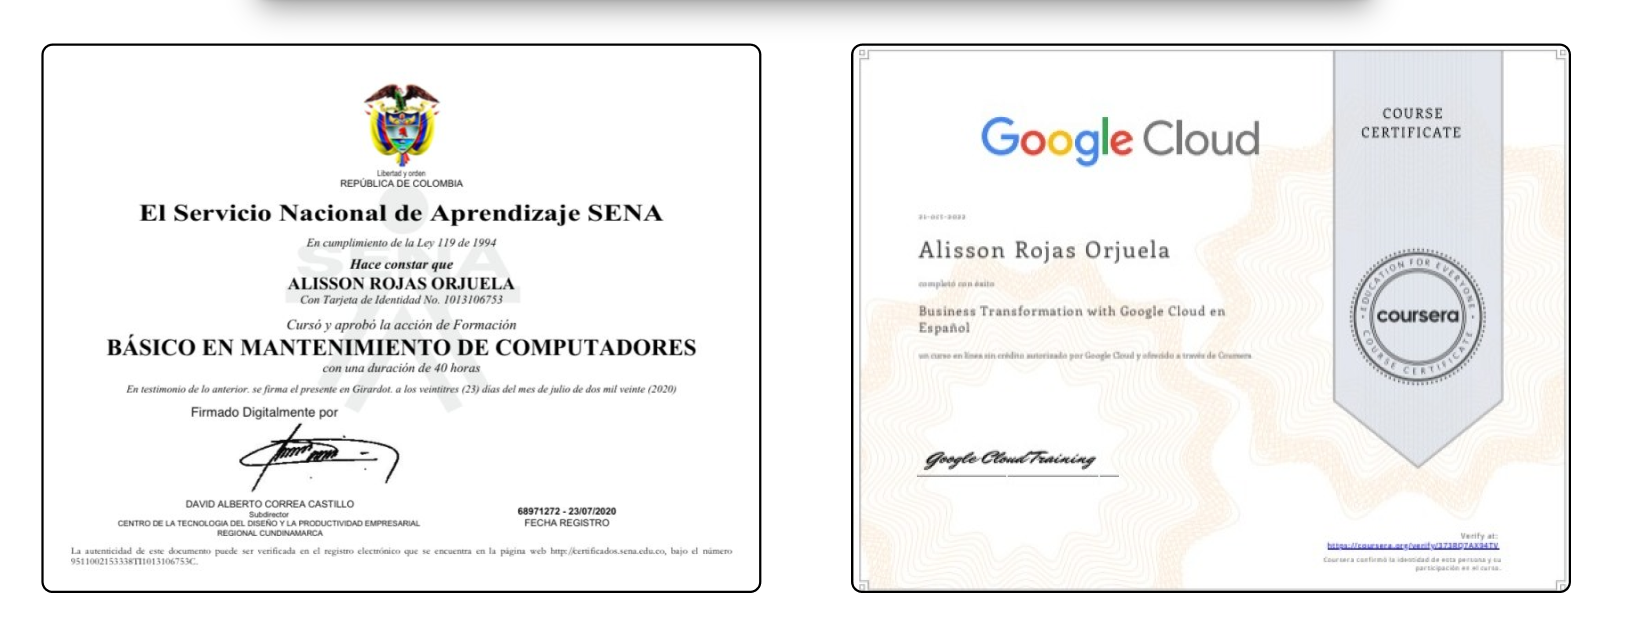 Libertad y orden
REPÚBLICA DE COLOMBIA
El Servicio Nacional de Aprendizaje SENA
En cumplimiento de la Ley 119 de 1994
SENA
Hace constar que
ALISSON ROJAS ORJUELA
Con Tarjeta de Identidad No. 1013106753
Cursó y aprobó la acción de Formación
BÁSICO EN MANTENIMIENTO DE COMPUTADORES
con una duración de 40 horas
En testimonio de lo anterior. se firma el presente en Girardot. a los veintitres (23) dias del mes de julio de dos mil veinte (2020)
Firmado Digitalmente por
DAVID ALBERTO CORREA CASTILLO
Subdirector
CENTRO DE LA TECNOLOGIA DEL DISEÑO Y LA PRODUCTIVIDAD EMPRESARIAL
REGIONAL CUNDINAMARCA
68971272 - 23/07/2020
FECHA REGISTRO
La autenticidad de este documento puede ser verificada en el registro electrónico que se encuentra en la página web http://certificados.sena.edu.co, bajo el número
9511002153338TI1013106753C.
Google Cloud
COURSE
CERTIFICATE
21-oct-2022
Alisson Rojas Orjuela
completó con éxito
Business Transformation with Google Cloud en
Español
un curso en línea sin crédito autorizado por Google Cloud y ofrecido a través de Coursera
EDUCATION FOR EVERYONE
coursera
COURSE CERTIFICATE
Google Cloud Training
Verify at:
https://coursera.org/verify/
Coursera confirmó la identidad de esta persona y su
participación en el curso.